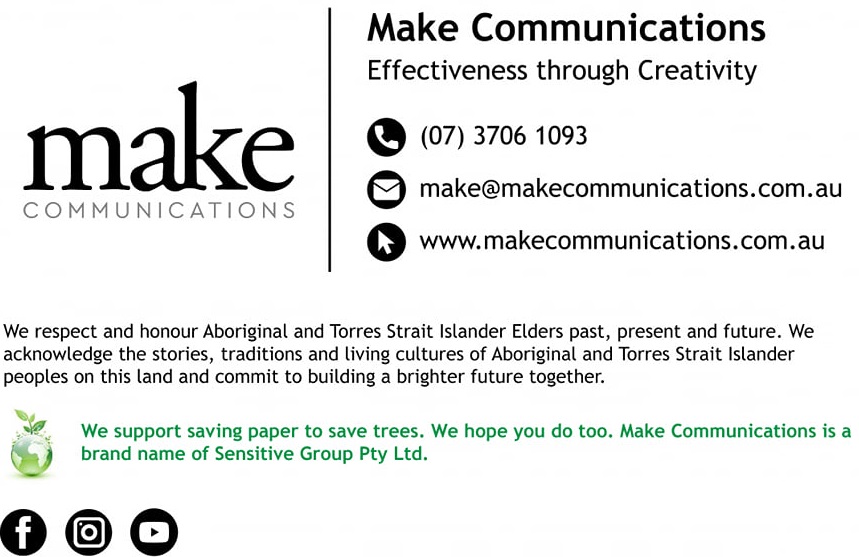 make
COMMUNICATIONS
Make Communications
Effectiveness through Creativity
(07) 3706 1093
make@makecommunications.com.au
www.makecommunications.com.au
We respect and honour Aboriginal and Torres Strait Islander Elders past, present and future. We
acknowledge the stories, traditions and living cultures of Aboriginal and Torres Strait Islander
peoples on this land and commit to building a brighter future together.
We support saving paper to save trees. We hope you do too. Make Communications is a
brand name of Sensitive Group Pty Ltd.